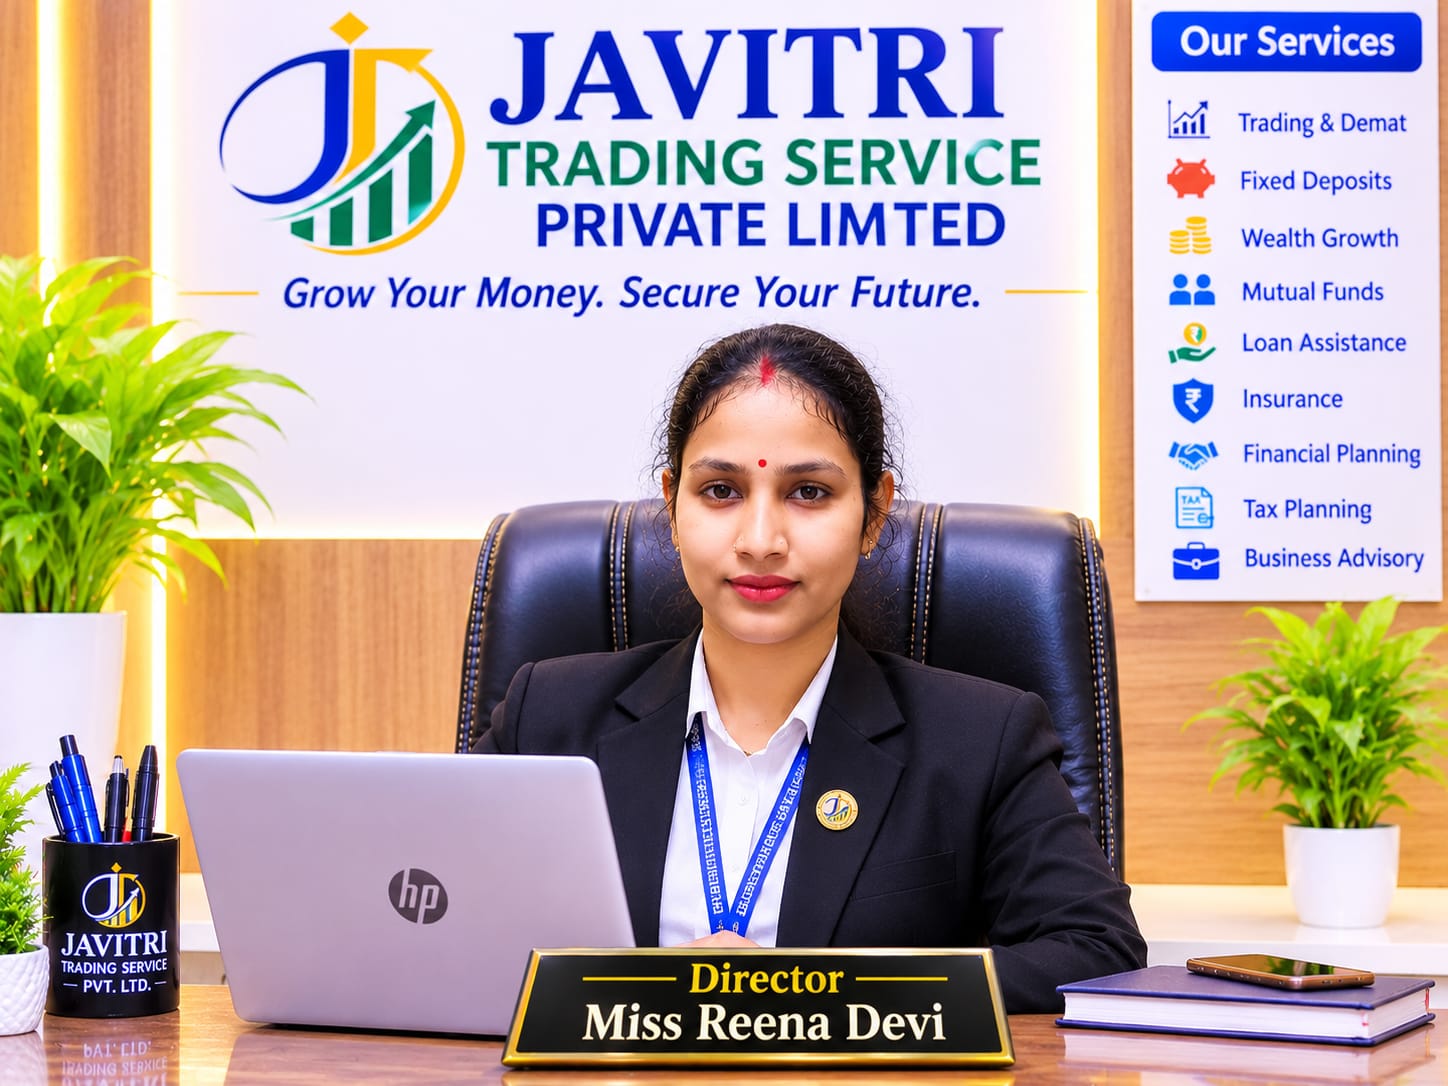 JAVITRI
TRADING SERVICE
PRIVATE LIMTED
Grow Your Money. Secure Your Future.
Our Services
Trading & Demat
Fixed Deposits
Wealth Growth
Mutual Funds
Loan Assistance
Insurance
Financial Planning
TAX
Tax Planning
Business Advisory
hp
JAVITRI
TRADING SERVICE
PVT. LTD.
Director
Miss Reena Devi